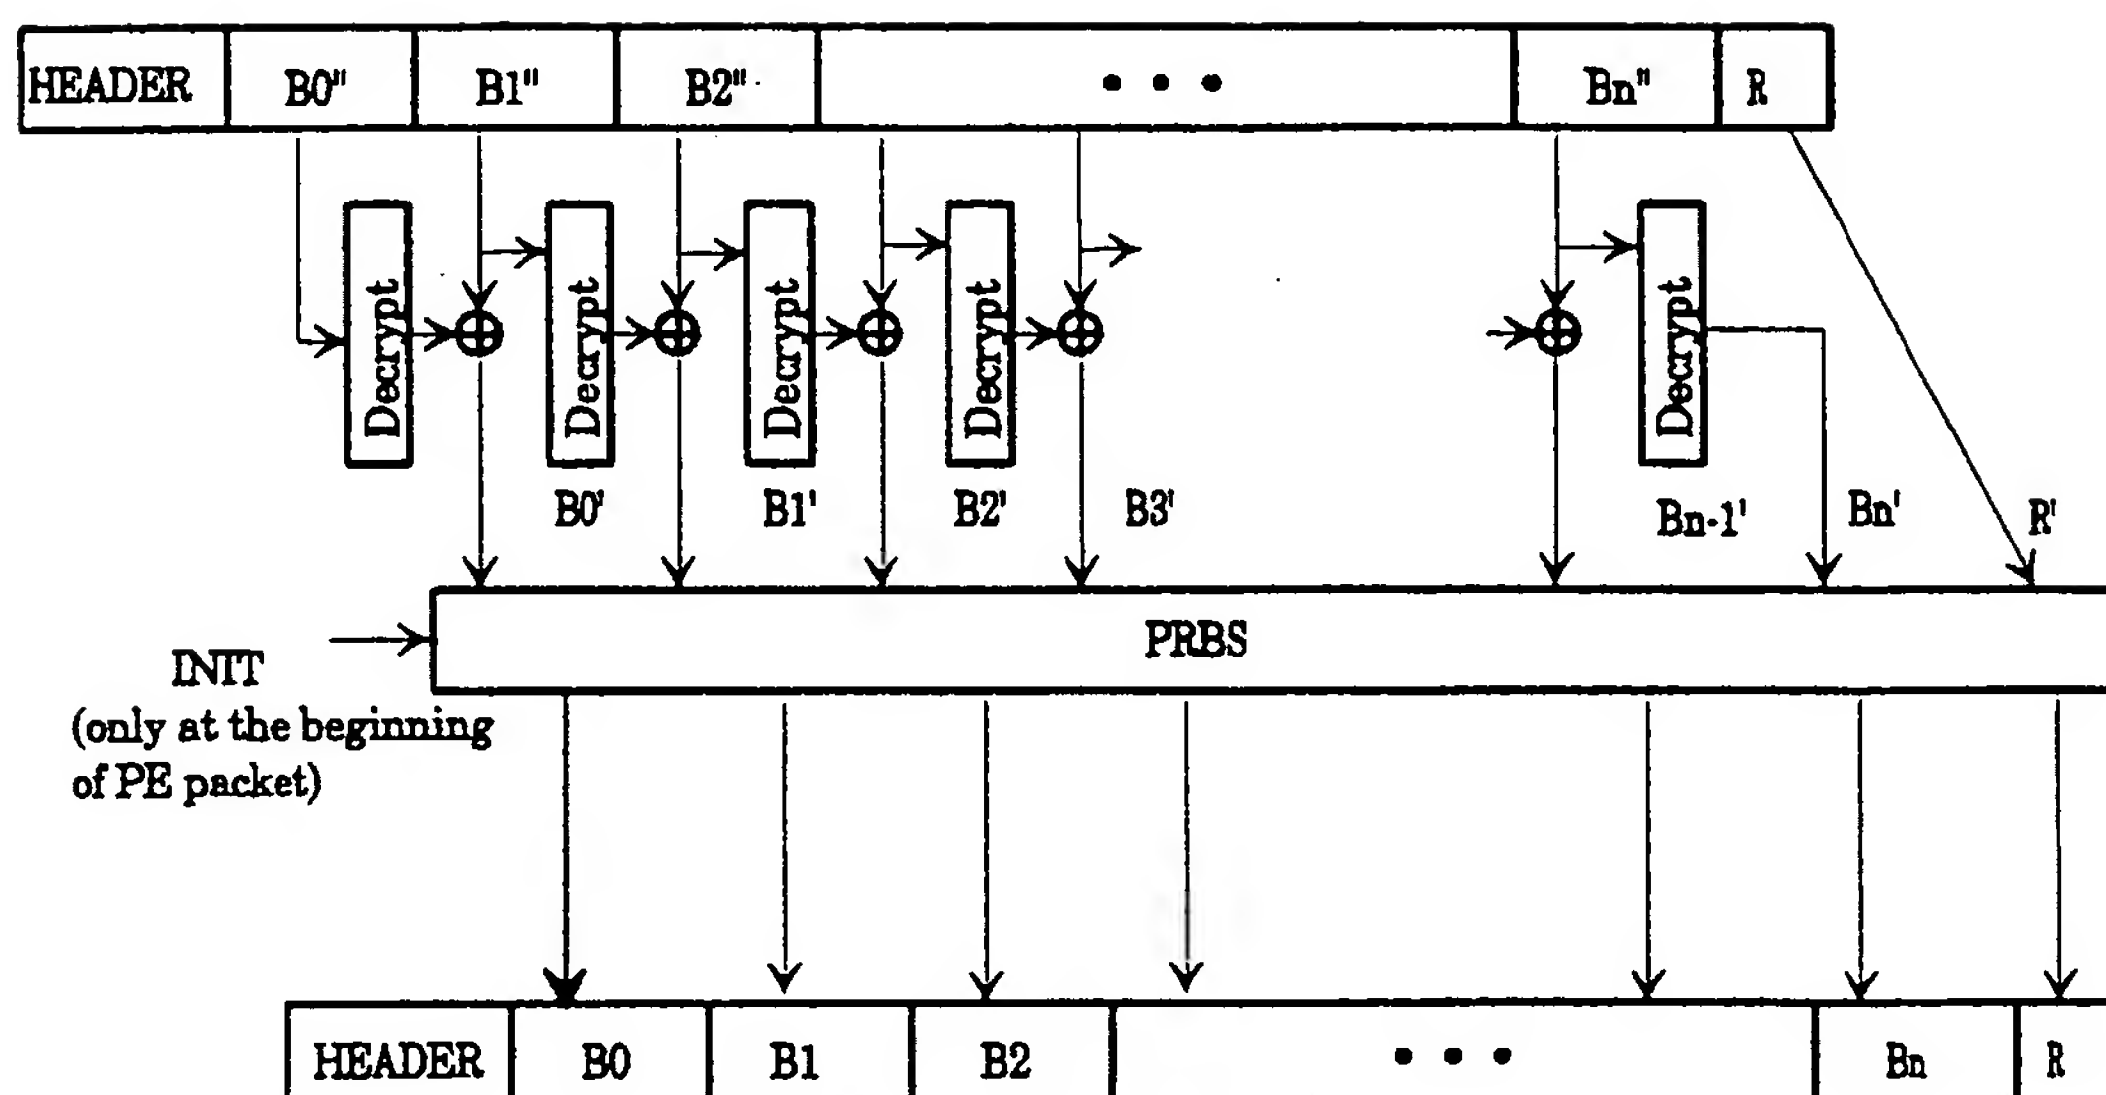 HEADER B0" B1" B2" • • • Bn" R
Decrypt Decrypt Decrypt Decrypt Decrypt
B0' B1' B2' B3' Bn-1' Bn' R'
PRBS
INIT
(only at the beginning
of PE packet)
HEADER B0 B1 B2 • • • Bn R